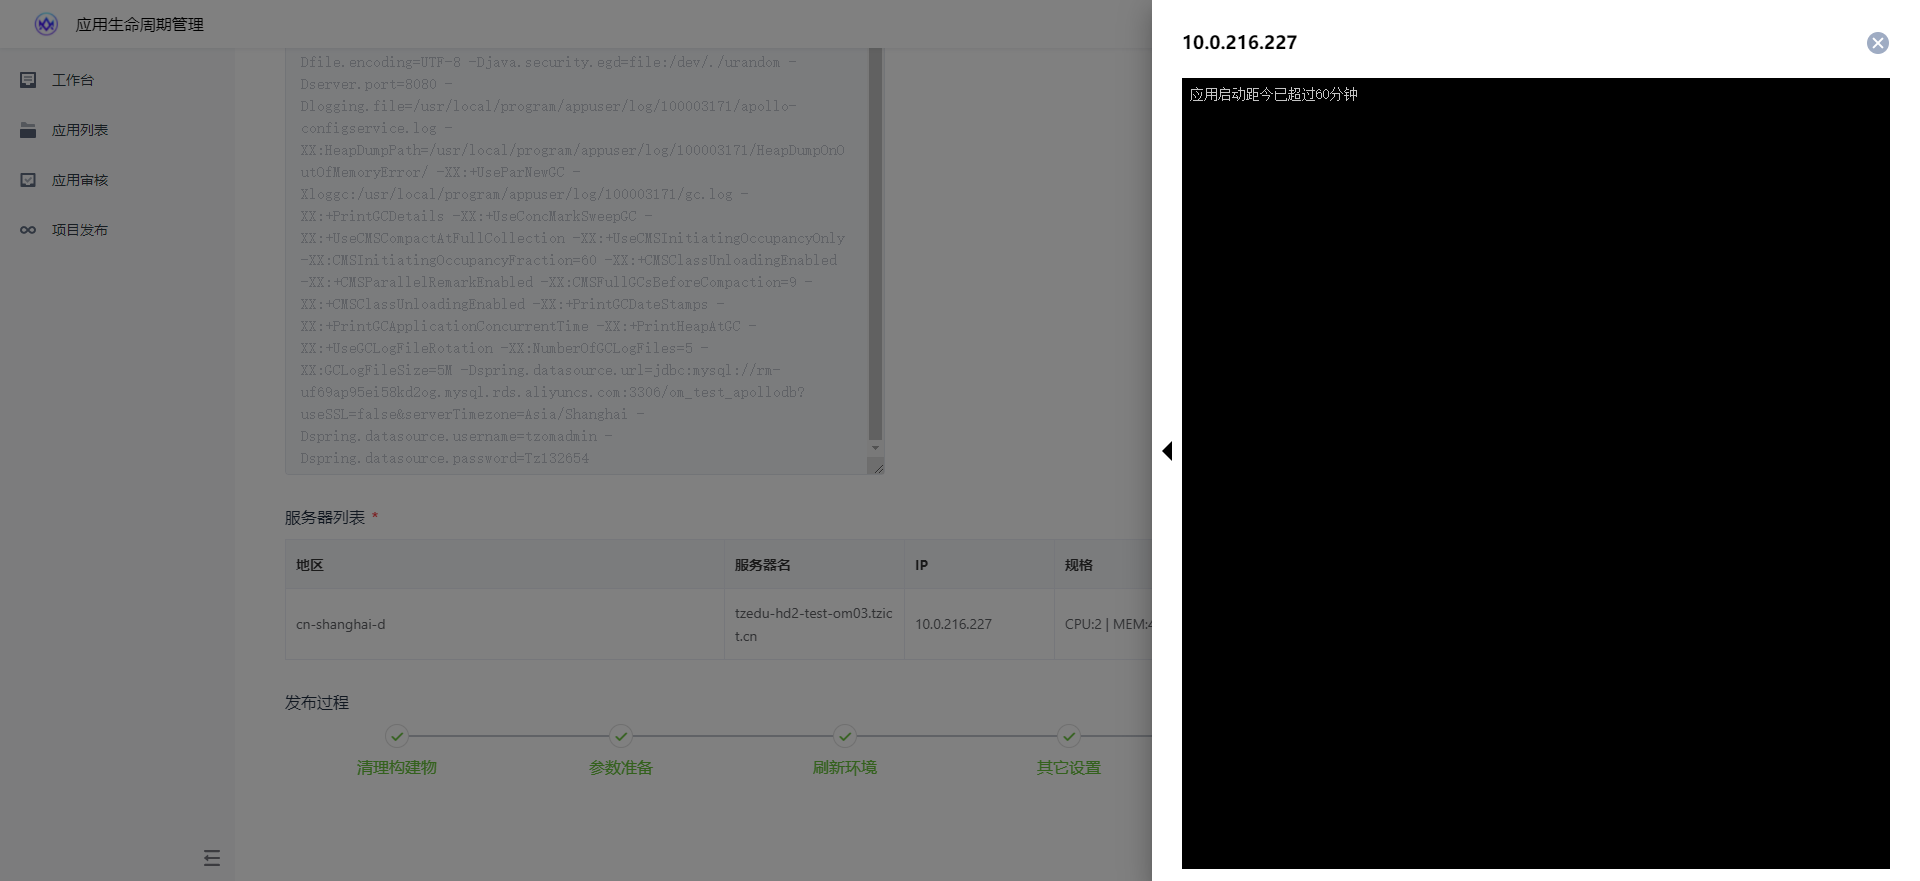 应用生命周期管理
工作台
应用列表
应用审核
项目发布
Dfile.encoding=UTF-8 -Djava.security.egd=file:/dev/./urandom -
Dserver.port=8080 -
Dlogging.file=/usr/local/program/appuser/log/100003171/apollo-
configservice.log -
XX:HeapDumpPath=/usr/local/program/appuser/log/100003171/HeapDumpOnO
utOfMemoryError/ -XX:+UseParNewGC -
Xloggc:/usr/local/program/appuser/log/100003171/gc.log -
XX:+PrintGCDetails -XX:+UseConcMarkSweepGC -
XX:+UseCMSCompactAtFullCollection -XX:+UseCMSInitiatingOccupancyOnly
-XX:CMSInitiatingOccupancyFraction=60 -XX:+CMSClassUnloadingEnabled
-XX:+CMSParallelRemarkEnabled -XX:CMSFullGCsBeforeCompaction=9 -
XX:+CMSClassUnloadingEnabled -XX:+PrintGCDateStamps -
XX:+PrintGCApplicationConcurrentTime -XX:+PrintHeapAtGC -
XX:+UseGCLogFileRotation -XX:NumberOfGCLogFiles=5 -
XX:GCLogFileSize=5M -Dspring.datasource.url=jdbc:mysql://rm-
uf69ap95ei58kd2og.mysql.rds.aliyuncs.com:3306/om_test_apollodb?
useSSL=false&serverTimezone=Asia/Shanghai -
Dspring.datasource.username=tzomadmin -
Dspring.datasource.password=Tz132654
服务器列表 *
地区 服务器名 IP 规格
cn-shanghai-d tzedu-hd2-test-om03.tzic 10.0.216.227 CPU:2 | MEM:4
t.cn
发布过程
清理构建物 参数准备 刷新环境 其它设置
10.0.216.227
应用启动距今已超过60分钟